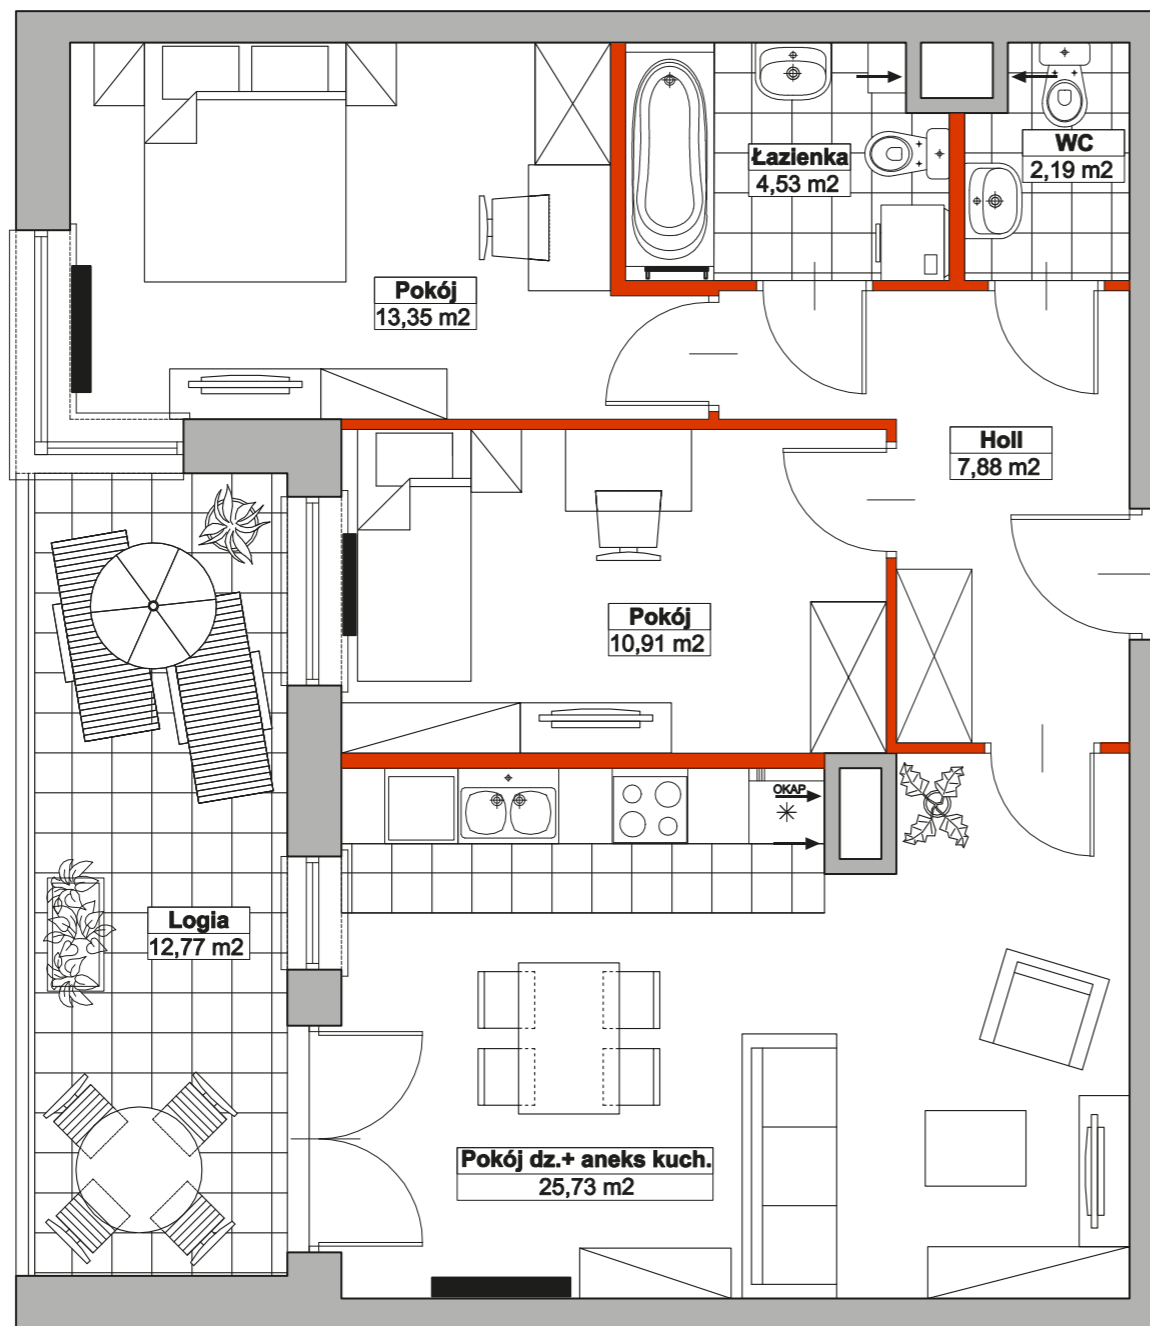 Łazienka
4,53 m2
WC
2,19 m2
Pokój
13,35 m2
Holl
7,88 m2
Pokój
10,91 m2
OKAP
Logia
12,77 m2
Pokój dz.+ aneks kuch.
25,73 m2